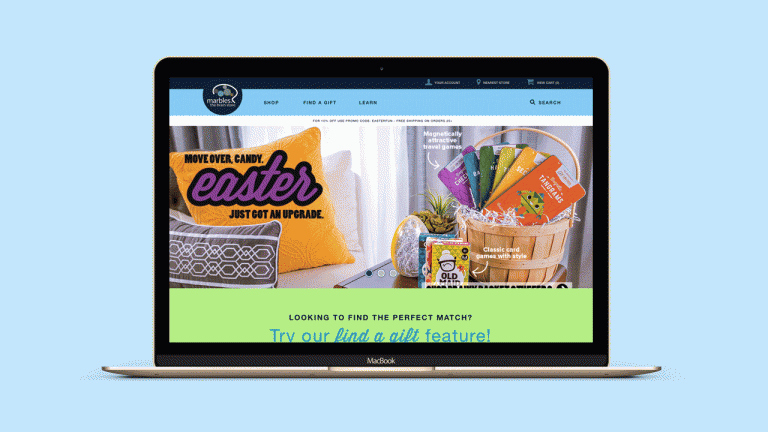 YOUR ACCOUNT
NEAREST STORE
VIEW CART (0)
marbles
the brain store
SHOP
FIND A GIFT
LEARN
SEARCH
FOR 10% OFF USE PROMO CODE: EASTERFUN - FREE SHIPPING ON ORDERS
MOVE OVER, CANDY.
easter
JUST GOT AN UPGRADE.
Magnetically
attractive
travel games
TANGRAMS
Classic card
games with style
OLD
MAID
LOOKING TO FIND THE PERFECT MATCH?
Try our find a gift feature!
MacBook